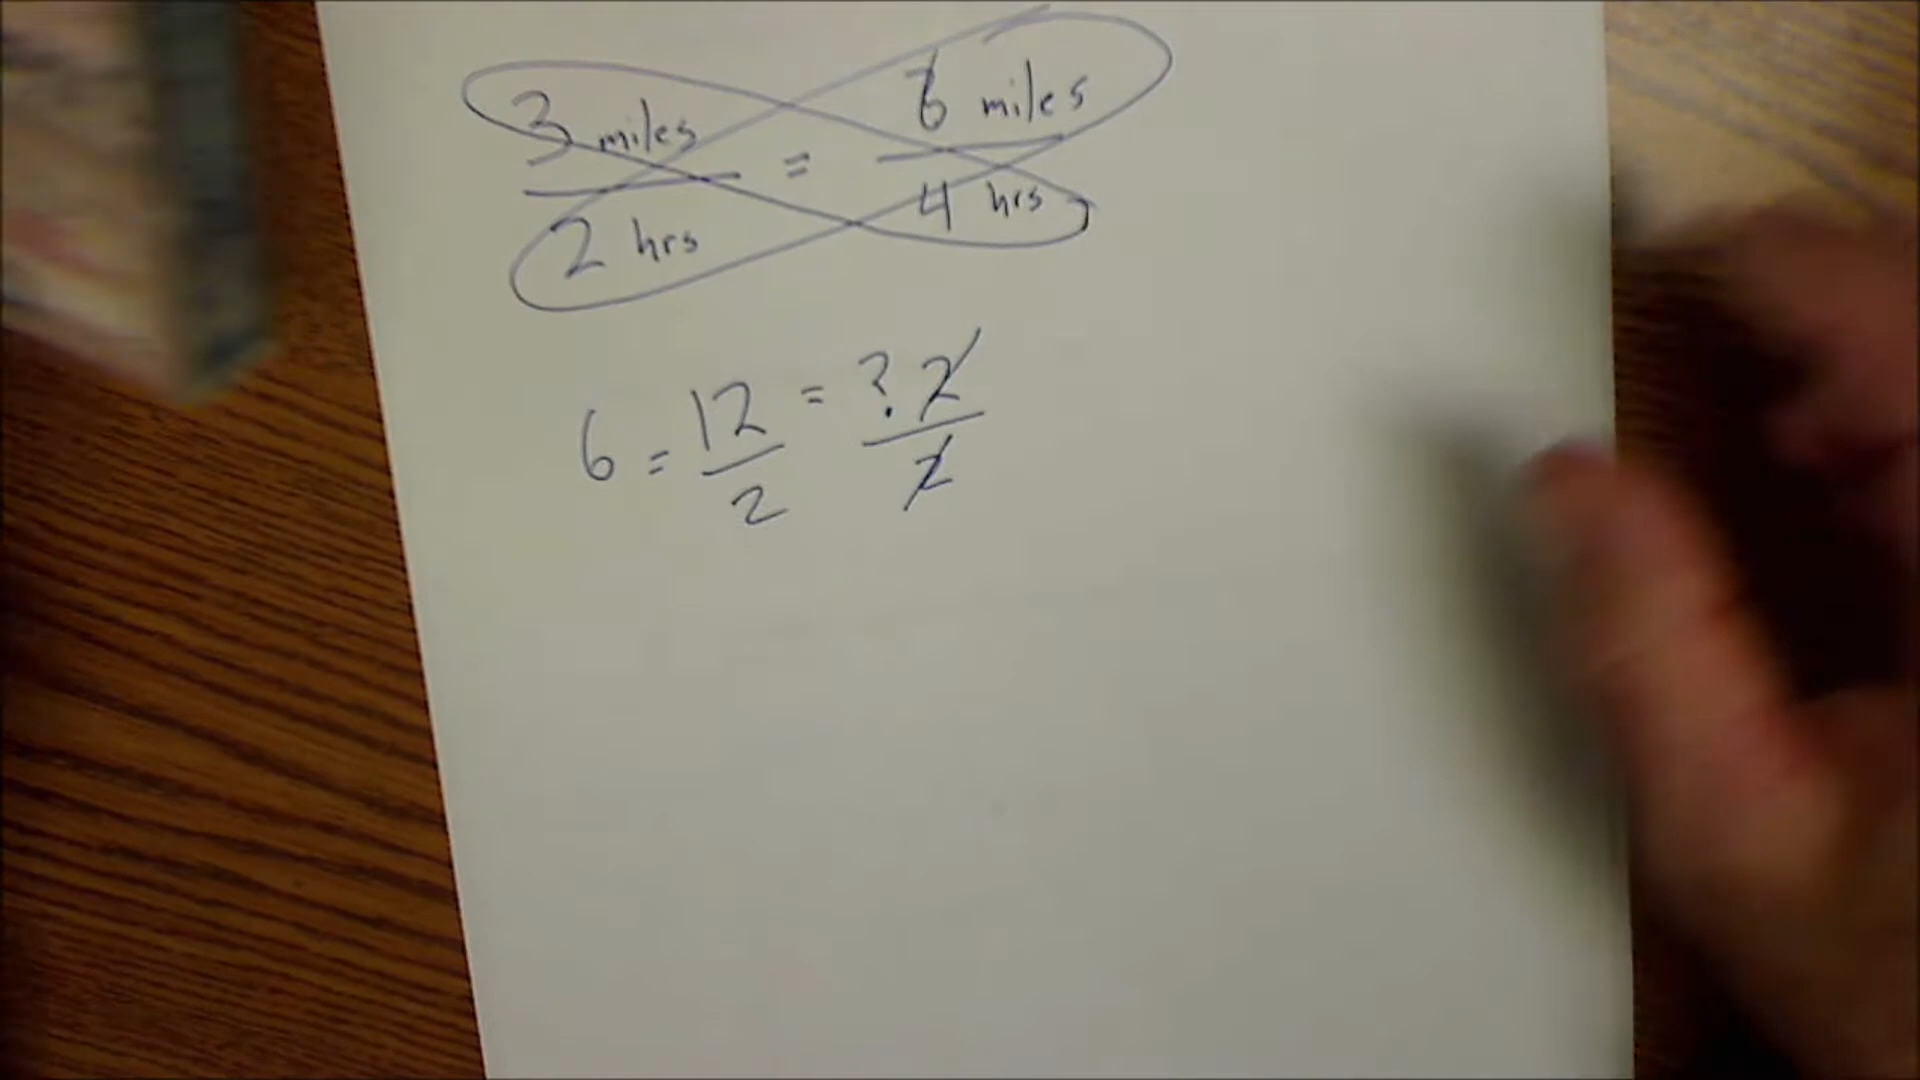 3 miles = 6 miles
2 hrs 4 hrs
6 = 12 = ? 2
2 2